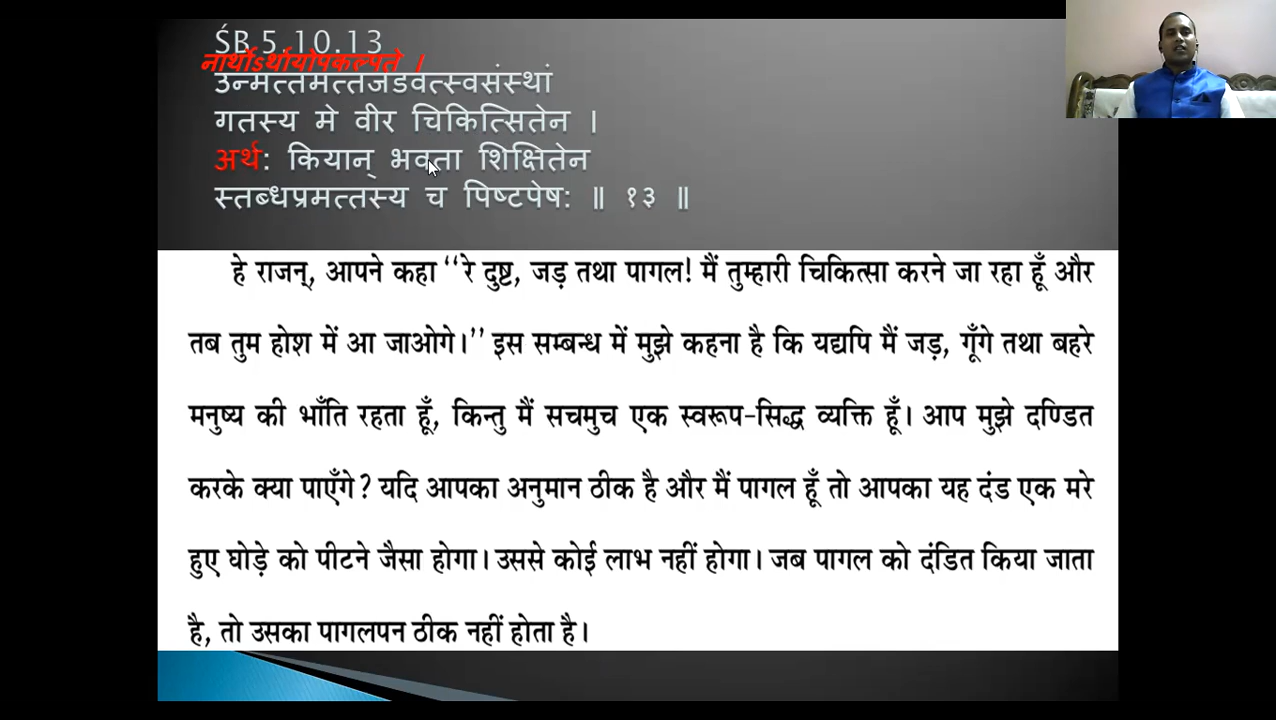 ŚB 5.10.13
नार्थोऽर्थायोपकल्पते ।
उन्मत्तमत्तजडवत्स्वसंस्थां
गतस्य मे वीर चिकित्सितेन ।
अर्थ: कियान् भवता शिक्षितेन
स्तब्धप्रमत्तस्य च पिष्टपेष: ॥ १३ ॥
हे राजन्, आपने कहा ‘‘रे दुष्ट, जड़ तथा पागल! मैं तुम्हारी चिकित्सा करने जा रहा हूँ और
तब तुम होश में आ जाओगे।’’ इस सम्बन्ध में मुझे कहना है कि यद्यपि मैं जड़, गूँगे तथा बहरे
मनुष्य की भाँति रहता हूँ, किन्तु मैं सचमुच एक स्वरूप-सिद्ध व्यक्ति हूँ। आप मुझे दण्डित
करके क्या पाएँगे? यदि आपका अनुमान ठीक है और मैं पागल हूँ तो आपका यह दंड एक मरे
हुए घोड़े को पीटने जैसा होगा। उससे कोई लाभ नहीं होगा। जब पागल को दंडित किया जाता
है, तो उसका पागलपन ठीक नहीं होता है।